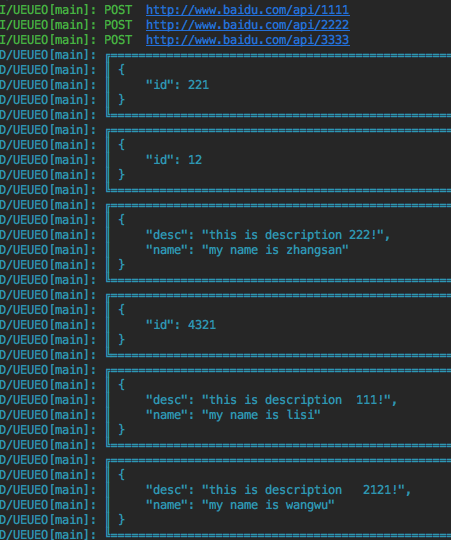 I/UEUEO[main]: POST  http://www.baidu.com/api/1111
I/UEUEO[main]: POST  http://www.baidu.com/api/2222
I/UEUEO[main]: POST  http://www.baidu.com/api/3333
D/UEUEO[main]: ╔══════════════════════════════
D/UEUEO[main]: ║ {
D/UEUEO[main]: ║     "id": 221
D/UEUEO[main]: ║ }
D/UEUEO[main]: ╚══════════════════════════════
D/UEUEO[main]: ╔══════════════════════════════
D/UEUEO[main]: ║ {
D/UEUEO[main]: ║     "id": 12
D/UEUEO[main]: ║ }
D/UEUEO[main]: ╚══════════════════════════════
D/UEUEO[main]: ╔══════════════════════════════
D/UEUEO[main]: ║ {
D/UEUEO[main]: ║     "desc": "this is description 222!",
D/UEUEO[main]: ║     "name": "my name is zhangsan"
D/UEUEO[main]: ║ }
D/UEUEO[main]: ╚══════════════════════════════
D/UEUEO[main]: ╔══════════════════════════════
D/UEUEO[main]: ║ {
D/UEUEO[main]: ║     "id": 4321
D/UEUEO[main]: ║ }
D/UEUEO[main]: ╚══════════════════════════════
D/UEUEO[main]: ╔══════════════════════════════
D/UEUEO[main]: ║ {
D/UEUEO[main]: ║     "desc": "this is description  111!",
D/UEUEO[main]: ║     "name": "my name is lisi"
D/UEUEO[main]: ║ }
D/UEUEO[main]: ╚══════════════════════════════
D/UEUEO[main]: ╔══════════════════════════════
D/UEUEO[main]: ║ {
D/UEUEO[main]: ║     "desc": "this is description   2121!",
D/UEUEO[main]: ║     "name": "my name is wangwu"
D/UEUEO[main]: ║ }
D/UEUEO[main]: ╚══════════════════════════════